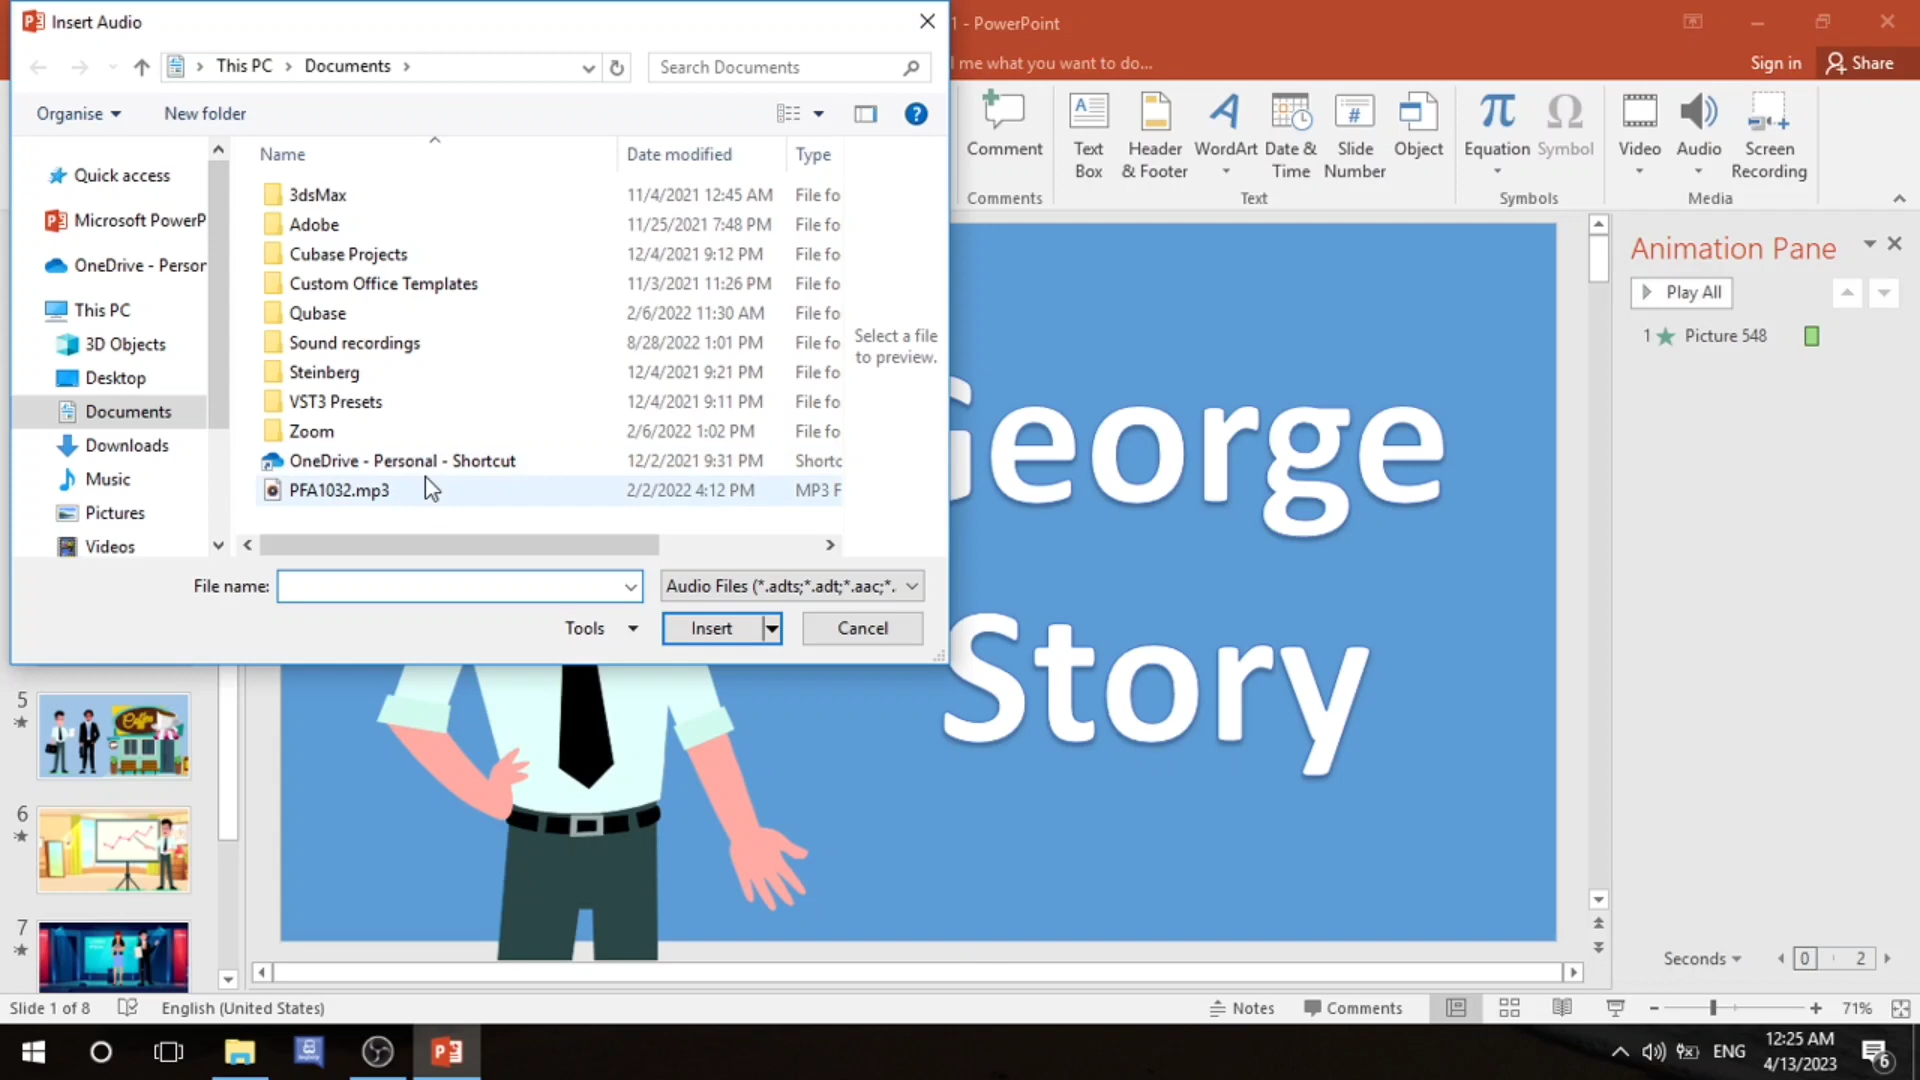 Insert Audio
1 - PowerPoint
This PC
Documents
Search Documents
me what you want to do...
Sign in
Share
Organise
New folder
Name
Date modified
Type
Quick access
Microsoft PowerP
OneDrive - Person
This PC
3D Objects
Desktop
Documents
Downloads
Music
Pictures
Videos
3dsMax 11/4/2021 12:45 AM File fo
Adobe 11/25/2021 7:48 PM File fo
Cubase Projects 12/4/2021 9:12 PM File fo
Custom Office Templates 11/3/2021 11:26 PM File fo
Qubase 2/6/2022 11:30 AM File fo
Sound recordings 8/28/2022 1:01 PM File fo
Steinberg 12/4/2021 9:21 PM File fo
VST3 Presets 12/4/2021 9:11 PM File fo
Zoom 2/6/2022 1:02 PM File fo
OneDrive - Personal - Shortcut 12/2/2021 9:31 PM Shortc
PFA1032.mp3 2/2/2022 4:12 PM MP3 F
Select a file
to preview.
File name:
Audio Files (*.adts;*.adt;*.aac;*.
Tools
Insert
Cancel
Comment
Text
Box
Header
& Footer
WordArt
Date &
Time
Slide
Number
Object
Equation
Symbol
Video
Audio
Screen
Recording
Comments
Text
Symbols
Media
Animation Pane
Play All
1 Picture 548
George
Story
5
Coffee
6
7
Seconds
0 2
Slide 1 of 8
English (United States)
Notes
Comments
71%
ENG
12:25 AM
4/13/2023
6